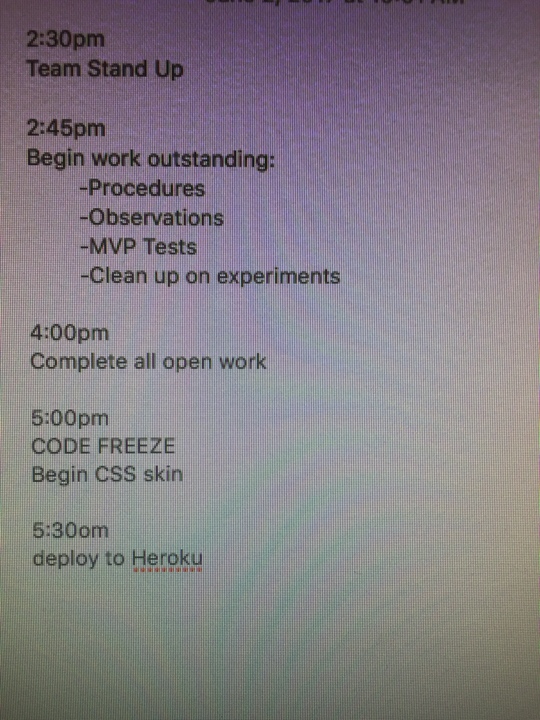 2:30pm
Team Stand Up
2:45pm
Begin work outstanding:
-Procedures
-Observations
-MVP Tests
-Clean up on experiments
4:00pm
Complete all open work
5:00pm
CODE FREEZE
Begin CSS skin
5:30om
deploy to Heroku